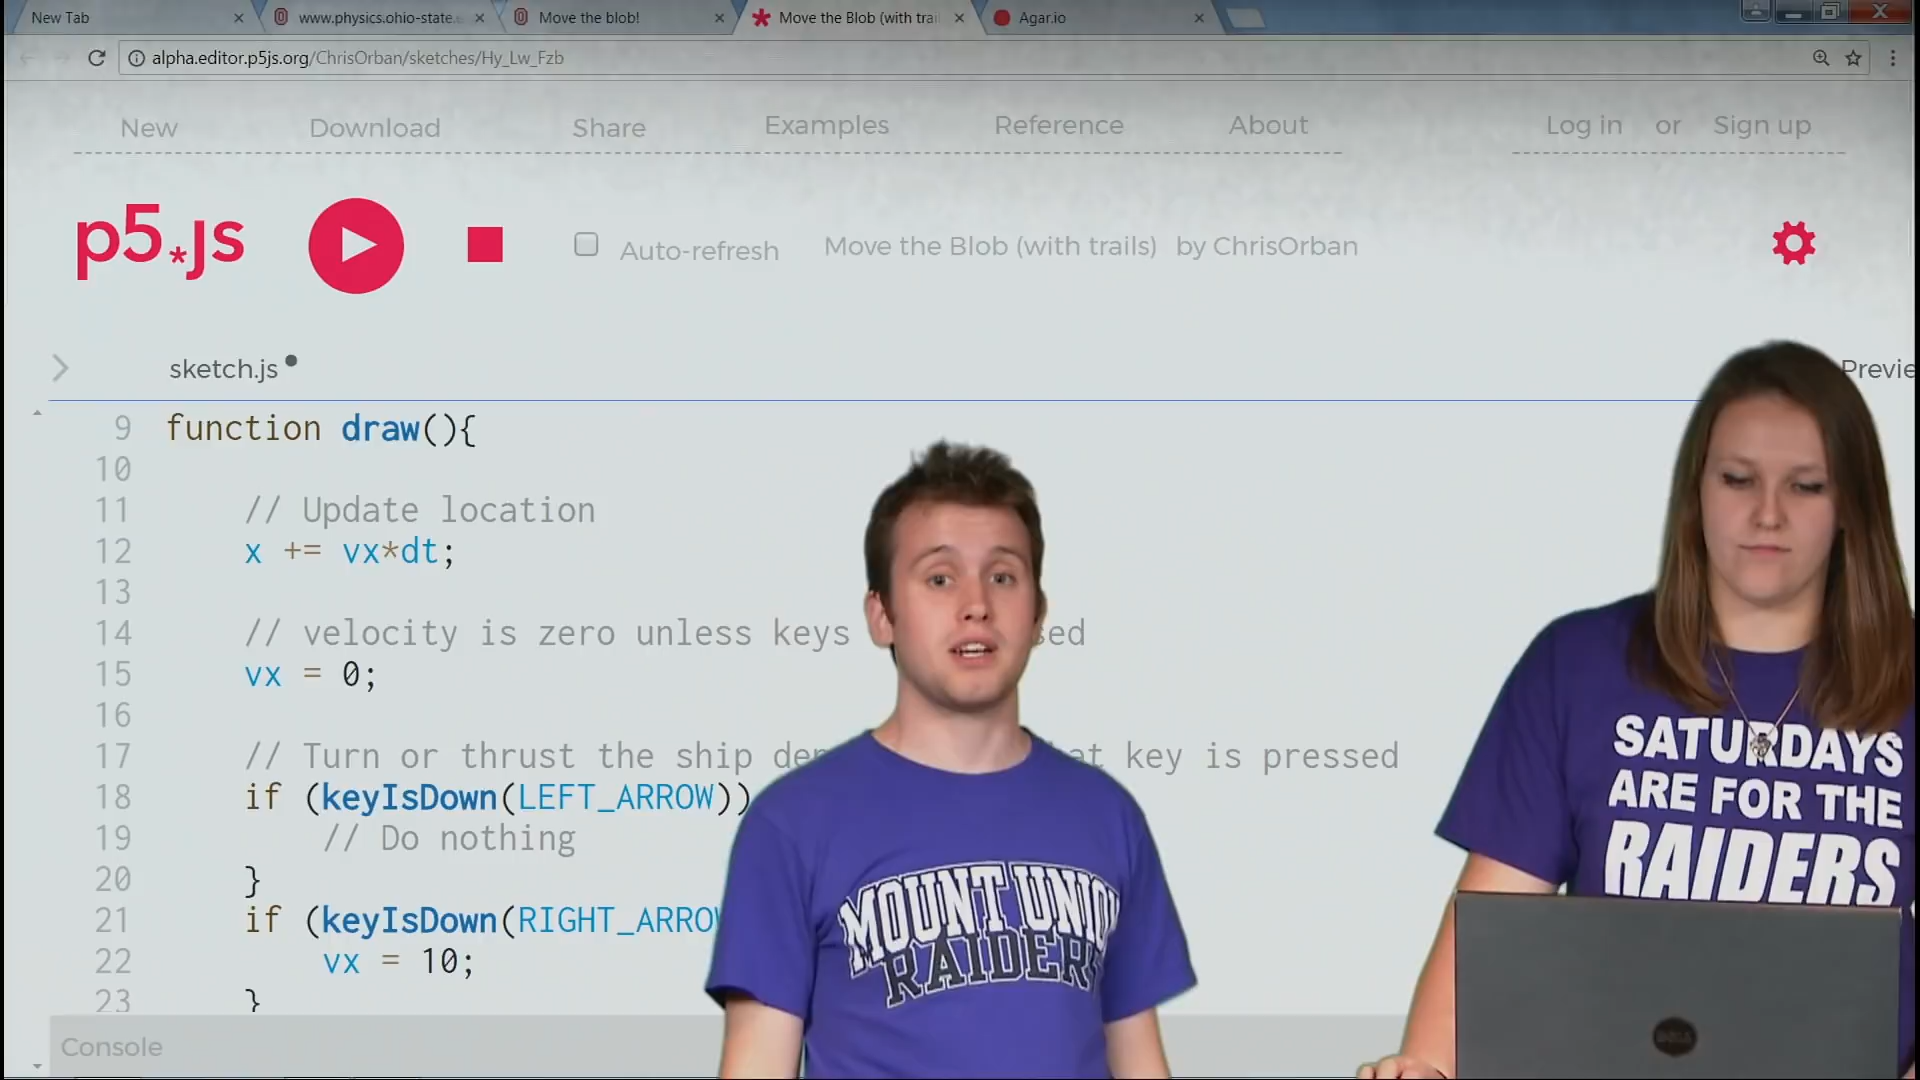 New Tab
www.physics.ohio-state.
Move the blob!
Move the Blob (with trai
Agar.io
alpha.editor.p5js.org/ChrisOrban/sketches/Hy_Lw_Fzb
New
Download
Share
Examples
Reference
About
Log in or Sign up
p5*js
Auto-refresh
Move the Blob (with trails) by ChrisOrban
sketch.js
Previe
9 function draw(){
10
11 // Update location
12 x += vx*dt;
13
14 // velocity is zero unless keys sed
15 vx = 0;
16
17 // Turn or thrust the ship de at key is pressed
18 if (keyIsDown(LEFT_ARROW))
19 // Do nothing
20 }
21 if (keyIsDown(RIGHT_ARRO
22 vx = 10;
23 }
Console
MOUNT UNIO
RAIDER
SATURDAYS
ARE FOR THE
RAIDERS
DELL